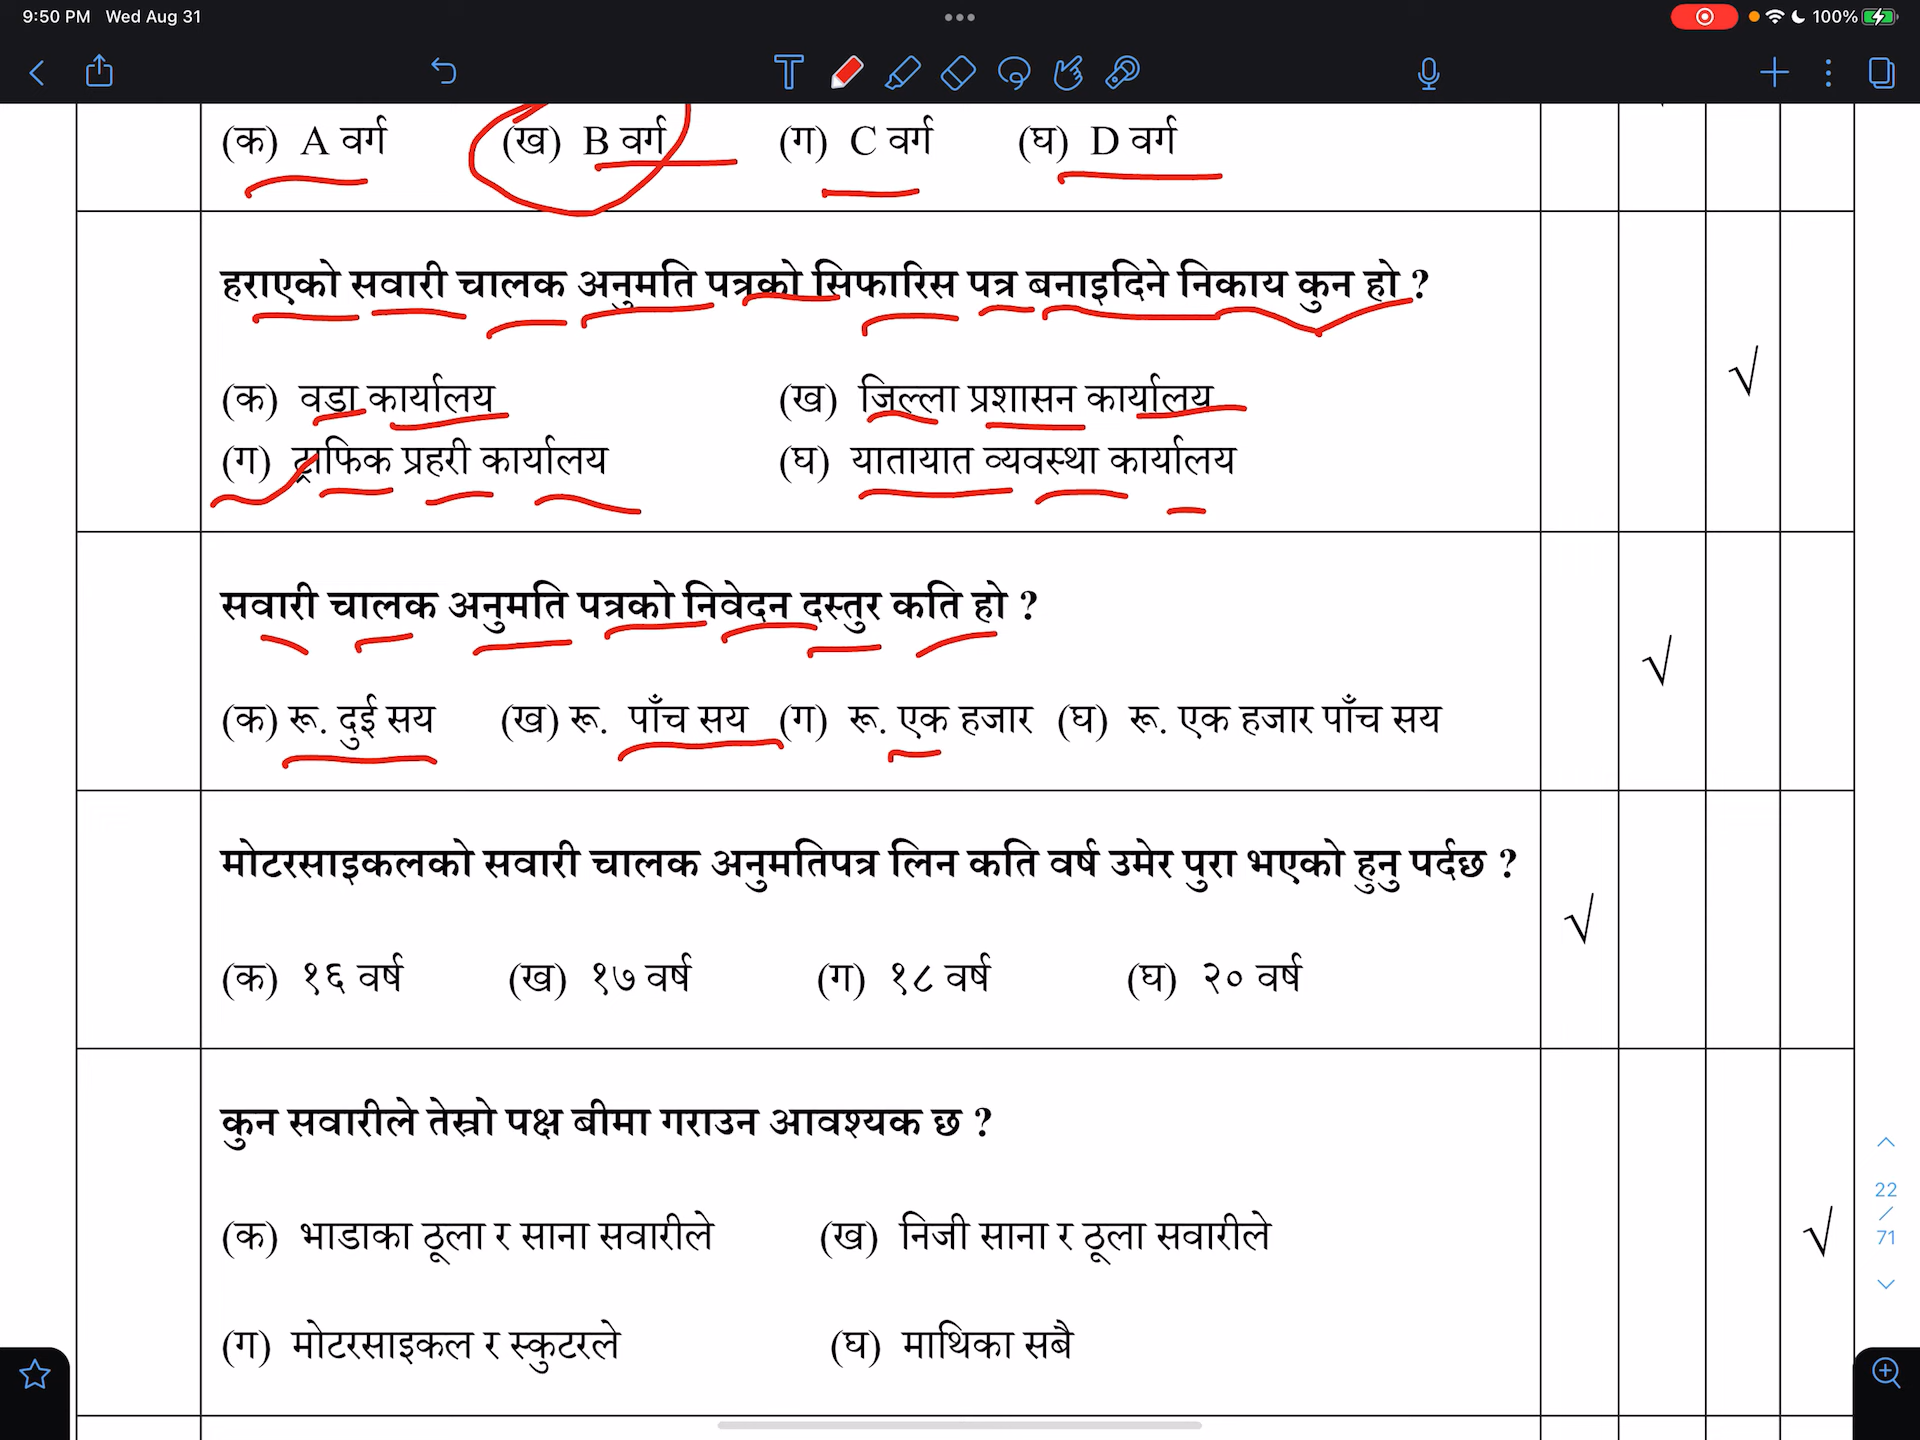 9:50 PM Wed Aug 31
100%
(क) A वर्ग (ख) B वर्ग (ग) C वर्ग (घ) D वर्ग
हराएको सवारी चालक अनुमति पत्रको सिफारिस पत्र बनाइदिने निकाय कुन हो ?
(क) वडा कार्यालय (ख) जिल्ला प्रशासन कार्यालय
√
(ग) ट्राफिक प्रहरी कार्यालय (घ) यातायात व्यवस्था कार्यालय
सवारी चालक अनुमति पत्रको निवेदन दस्तुर कति हो ?
√
(क) रू. दुई सय (ख) रू. पाँच सय (ग) रू. एक हजार (घ) रू. एक हजार पाँच सय
मोटरसाइकलको सवारी चालक अनुमतिपत्र लिन कति वर्ष उमेर पुरा भएको हुनु पर्दछ ?
√
(क) १६ वर्ष (ख) १७ वर्ष (ग) १८ वर्ष (घ) २० वर्ष
कुन सवारीले तेस्रो पक्ष बीमा गराउन आवश्यक छ ?
(क) भाडाका ठूला र साना सवारीले (ख) निजी साना र ठूला सवारीले
√
(ग) मोटरसाइकल र स्कुटरले (घ) माथिका सबै
22
/
71